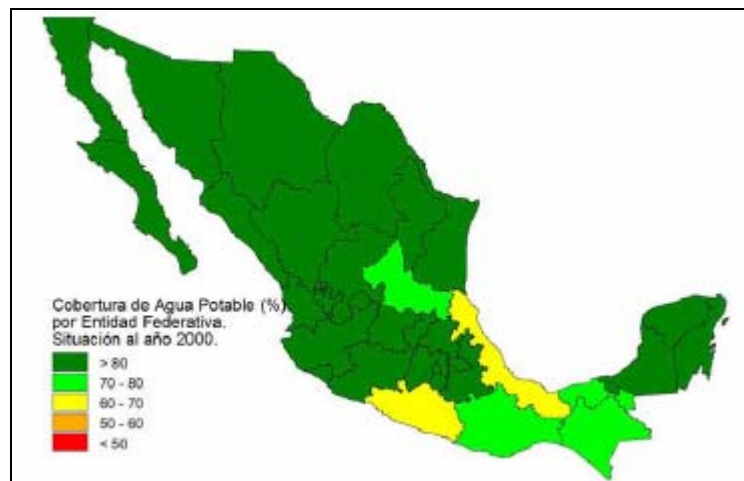 Cobertura de Agua Potable (%)
por Entidad Federativa.
Situación al año 2000.
> 80
70 - 80
60 - 70
50 - 60
< 50